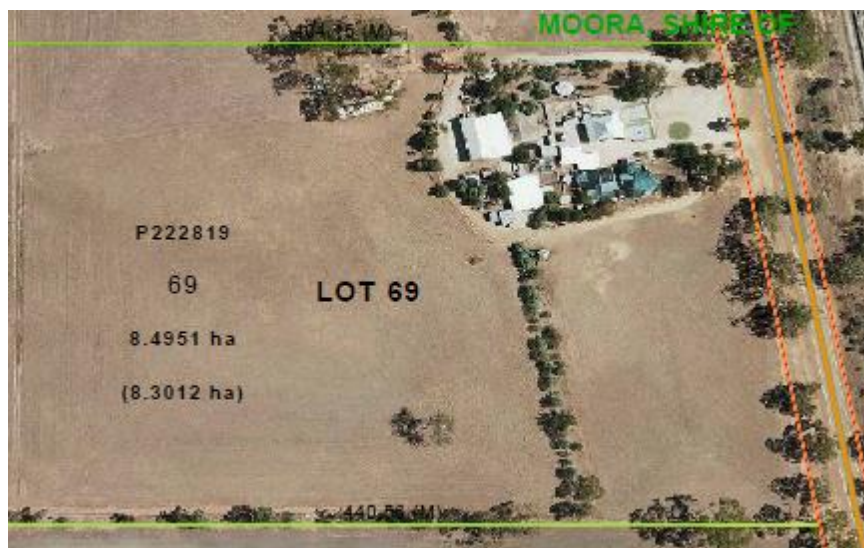 MOORA, SHIRE OF
P222819
69
LOT 69
8.4951 ha
(8.3012 ha)